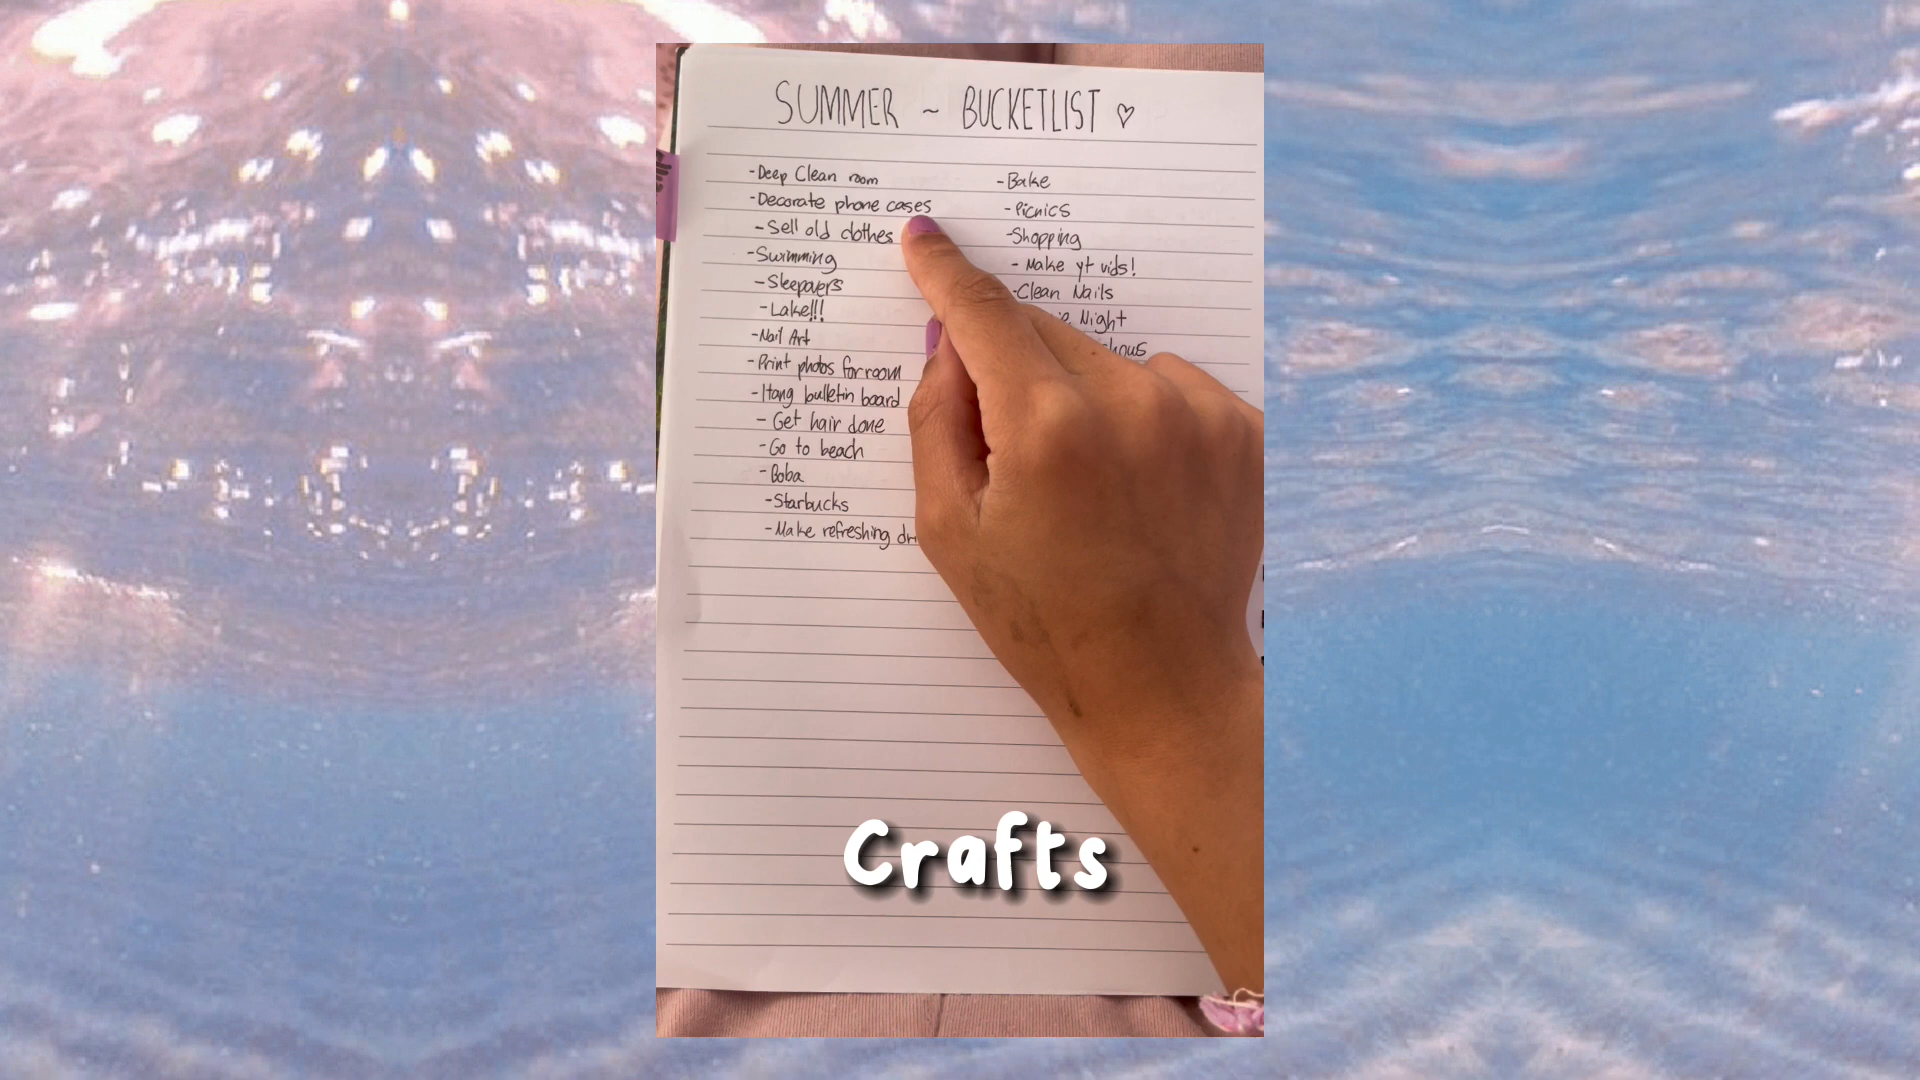 SUMMER ~ BUCKETLIST ♡
-Deep Clean room
-Decorate phone cases
-Sell old clothes
-Swimming
-Sleepovers
-Lake!!!
-Nail Art
-Print photos for room
-Hang bulletin board
- Get hair done
-Go to beach
-Boba
-Starbucks
-Make refreshing
-Bake
-Picnics
-Shopping
- Make yt vids!
-Clean Nails
Night
Crafts